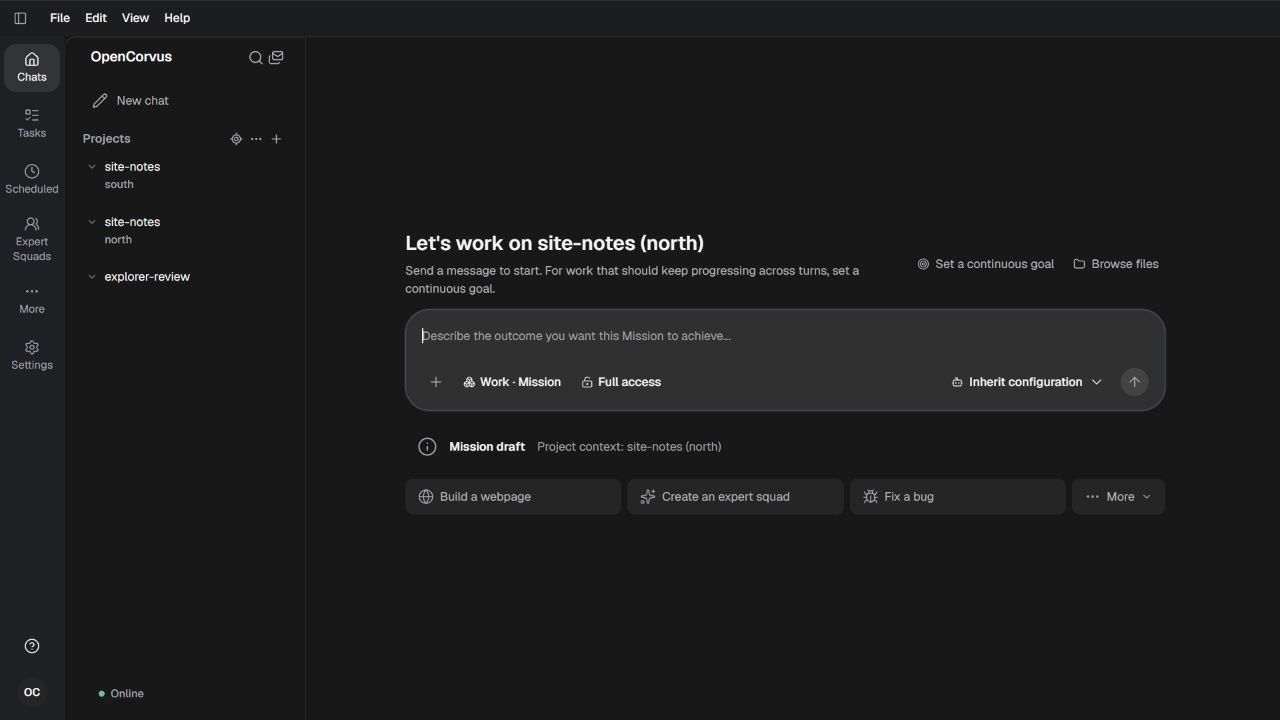 File Edit View Help
Chats
Tasks
Scheduled
Expert
Squads
More
Settings
OC
OpenCorvus
New chat
Projects
site-notes
south
site-notes
north
explorer-review
Online
Let's work on site-notes (north)
Send a message to start. For work that should keep progressing across turns, set a
continuous goal.
Set a continuous goal
Browse files
Describe the outcome you want this Mission to achieve...
Work · Mission
Full access
Inherit configuration
Mission draft Project context: site-notes (north)
Build a webpage
Create an expert squad
Fix a bug
More